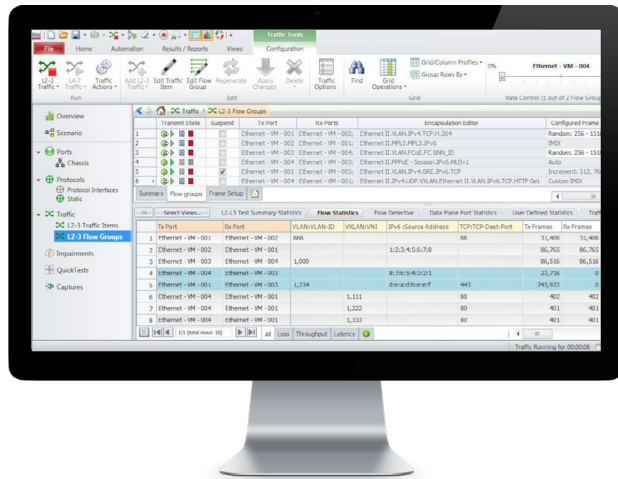 Traffic Tools
File Home Automation Results / Reports Views Configuration
L2-3 Traffic L4-7 Traffic Traffic Actions Add L2-3 Traffic Edit Traffic Item Edit Flow Group Regenerate Apply Changes Delete Traffic Options Find Grid Operations Grid/Column Profiles Group Rows By 0% Ethernet - VM - 004
Run Edit Grid Rate Control (1 out of 2 Flow Group
Overview
Scenario
Ports
Chassis
Protocols
Protocol Interfaces
Static
Traffic
L2-3 Traffic Items
L2-3 Flow Groups
Impairments
QuickTests
Captures
Traffic L2-3 Flow Groups
Transmit State Suspend Tx Port Rx Ports Encapsulation Editor Configured Frame
1 Ethernet - VM - 001 Ethernet - VM - 002; Ethernet II.VLAN.IPv4.TCP.H.264 Random: 256 - 151
2 Ethernet - VM - 002 Ethernet - VM - 001; Ethernet II.MPLS.MPLS.IPv6 IMIX
3 Ethernet - VM - 003 Ethernet - VM - 004; Ethernet II.VLAN.FCoE.FC GNN_ID Random: 256 - 151
4 Ethernet - VM - 004 Ethernet - VM - 003; Ethernet II.PPPoE - Session.IPv6.MLDv1 Auto
5 Ethernet - VM - 001 Ethernet - VM - 003; Ethernet II.VLAN.IPv4.GRE.IPv6.TCP Increment: 512, 76
6 Ethernet - VM - 004 Ethernet - VM - 001; Ethernet II.IPv4.UDP.VXLAN.Ethernet II.VLAN.IPv6.TCP.HTTP Get Custom IMIX
Summary Flow groups Frame Setup
Select Views... L2-L3 Test Summary Statistics Flow Statistics Flow Detective Data Plane Port Statistics User Defined Statistics Traff
Tx Port Rx Port VLAN:VLAN-ID VXLAN:VNI IPv6 :Source Address TCP:TCP-Dest-Port Tx Frames Rx Frames
1 Ethernet - VM - 001 Ethernet - VM - 002 666 66 31,406 31,406
2 Ethernet - VM - 002 Ethernet - VM - 001 1:2:3:4:5:6:7:8 86,765 86,765
3 Ethernet - VM - 003 Ethernet - VM - 004 1,000 86,516 86,516
4 Ethernet - VM - 004 Ethernet - VM - 003 8:7:6:5:4:3:2:1 23,716 0
5 Ethernet - VM - 001 Ethernet - VM - 003 1,234 443 743,972 0
6 Ethernet - VM - 004 Ethernet - VM - 001 1,111 80 402 402
7 Ethernet - VM - 004 Ethernet - VM - 001 1,222 80 401 401
8 Ethernet - VM - 004 Ethernet - VM - 001 1,333 80 401 401
1/1 (total rows: 10) All Loss Throughput Latency
Traffic Running for 00:00:08